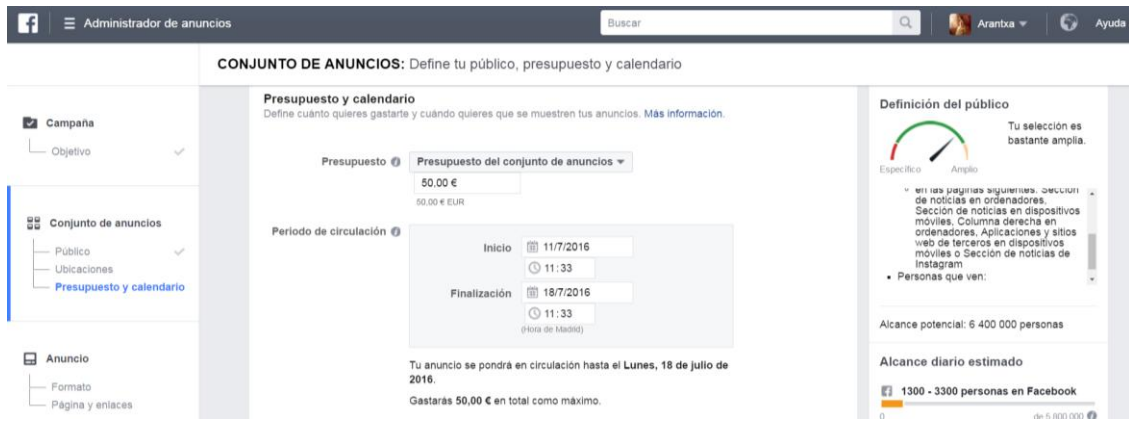 Administrador de anuncios
Buscar
Arantxa
Ayuda
CONJUNTO DE ANUNCIOS: Define tu público, presupuesto y calendario
Campaña
Objetivo
Conjunto de anuncios
Público
Ubicaciones
Presupuesto y calendario
Anuncio
Formato
Página y enlaces
Presupuesto y calendario
Define cuánto quieres gastarte y cuándo quieres que se muestren tus anuncios. Más información.
Presupuesto
Presupuesto del conjunto de anuncios
50,00 €
50,00 € EUR
Periodo de circulación
Inicio
11/7/2016
11:33
Finalización
18/7/2016
11:33
(Hora de Madrid)
Tu anuncio se pondrá en circulación hasta el Lunes, 18 de julio de
2016.
Gastarás 50,00 € en total como máximo.
Definición del público
Tu selección es
bastante amplia.
Específico
Amplio
en las páginas siguientes: Sección
de noticias en ordenadores,
Sección de noticias en dispositivos
móviles, Columna derecha en
ordenadores, Aplicaciones y sitios
web de terceros en dispositivos
móviles o Sección de noticias de
Instagram
Personas que ven:
Alcance potencial: 6 400 000 personas
Alcance diario estimado
1300 - 3300 personas en Facebook
0
de 5.800.000